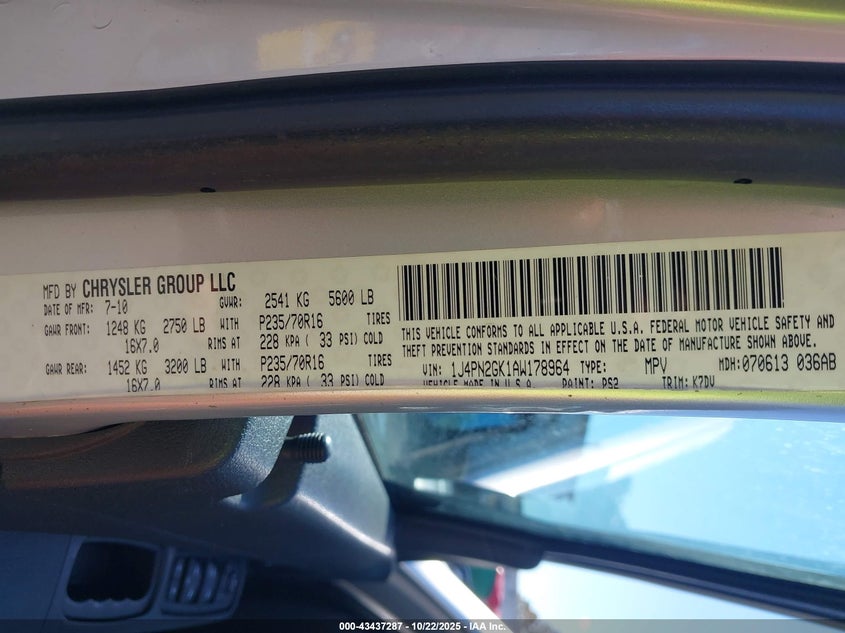 MFD BY CHRYSLER GROUP LLC
DATE OF MFR: 7-10 GVWR: 2541 KG 5600 LB
GAWR FRONT: 1248 KG 2750 LB WITH P235/70R16 TIRES
16X7.0 RIMS AT 228 KPA ( 33 PSI) COLD
GAWR REAR: 1452 KG 3200 LB WITH P235/70R16 TIRES
16X7.0 RIMS AT 228 KPA ( 33 PSI) COLD
THIS VEHICLE CONFORMS TO ALL APPLICABLE U.S.A. FEDERAL MOTOR VEHICLE SAFETY AND
THEFT PREVENTION STANDARDS IN EFFECT ON THE DATE OF MANUFACTURE SHOWN ABOVE.
VIN: 1J4PN2GK1AW178964 TYPE: MPV MDH:070613 036AB
VEHICLE MADE IN U.S.A. PAINT: PS2 TRIM: K7DV
000-43437287 - 10/22/2025 - IAA Inc.